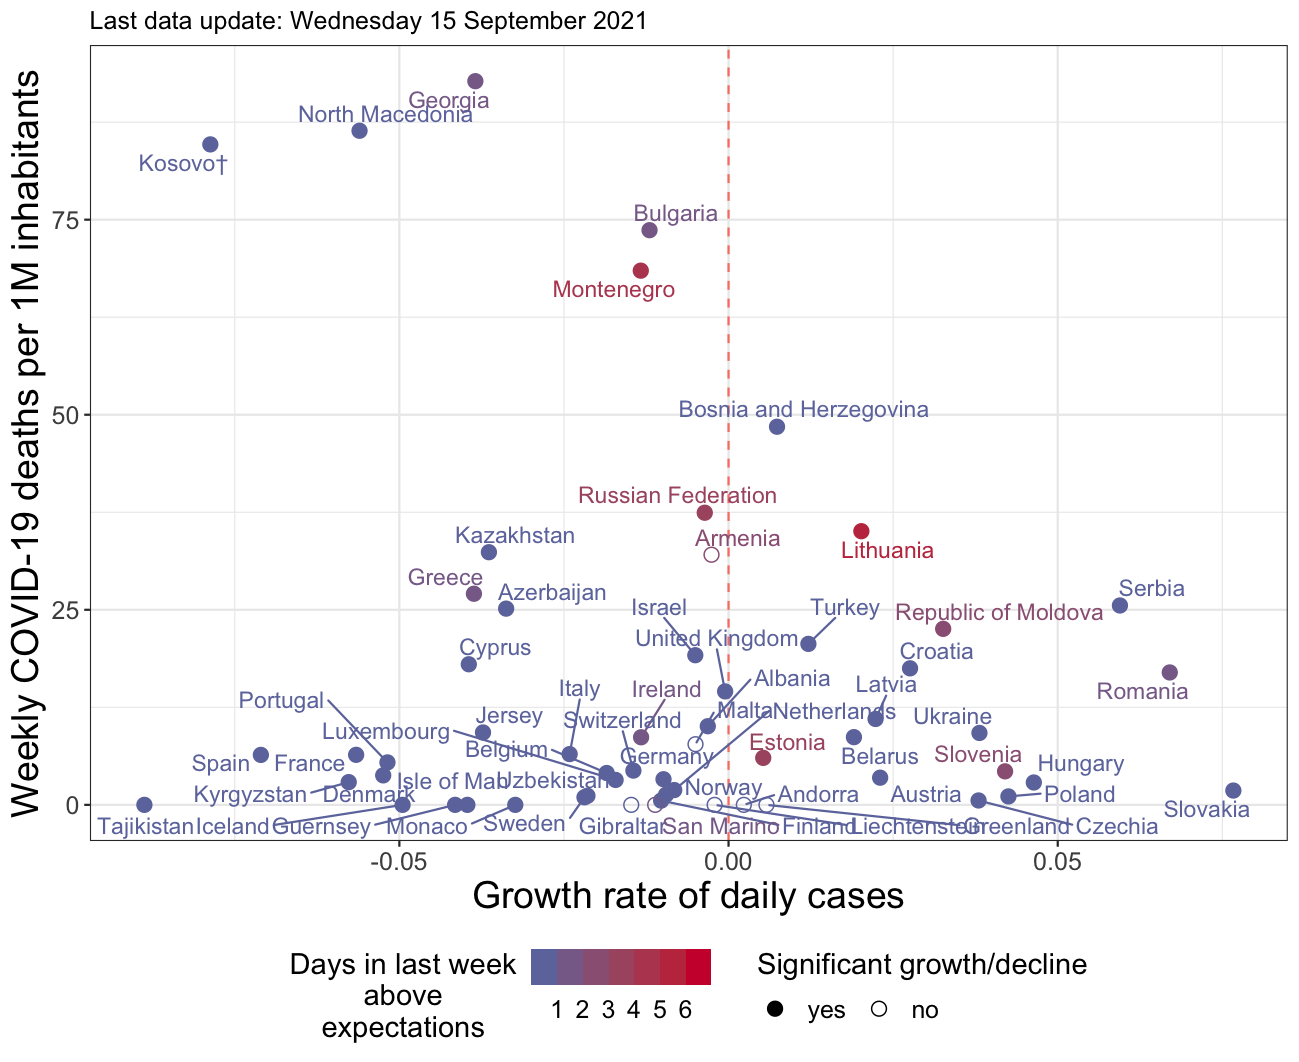 Last data update: Wednesday 15 September 2021
Weekly COVID-19 deaths per 1M inhabitants
Georgia
North Macedonia
Kosovo†
75
Bulgaria
Montenegro
50
Bosnia and Herzegovina
Russian Federation
Armenia
Kazakhstan
Lithuania
Greece
Azerbaijan
Serbia
25
Israel
Turkey
Republic of Moldova
United Kingdom
Cyprus
Croatia
Italy
Ireland
Albania
Latvia
Romania
Portugal
Jersey
Switzerland
Malta
Netherlands
Ukraine
Luxembourg
Belgium
Germany
Estonia
Belarus
Slovenia
Spain
France
Hungary
Isle of Man
Uzbekistan
Norway
Kyrgyzstan
Denmark
Andorra
Austria
Poland
Slovakia
0
Tajikistan
Iceland
Guernsey
Monaco
Sweden
Gibraltar
San Marino
Finland
Liechtenstein
Greenland
Czechia
-0.05
0.00
0.05
Growth rate of daily cases
Days in last week
above
expectations
1 2 3 4 5 6
Significant growth/decline
yes
no